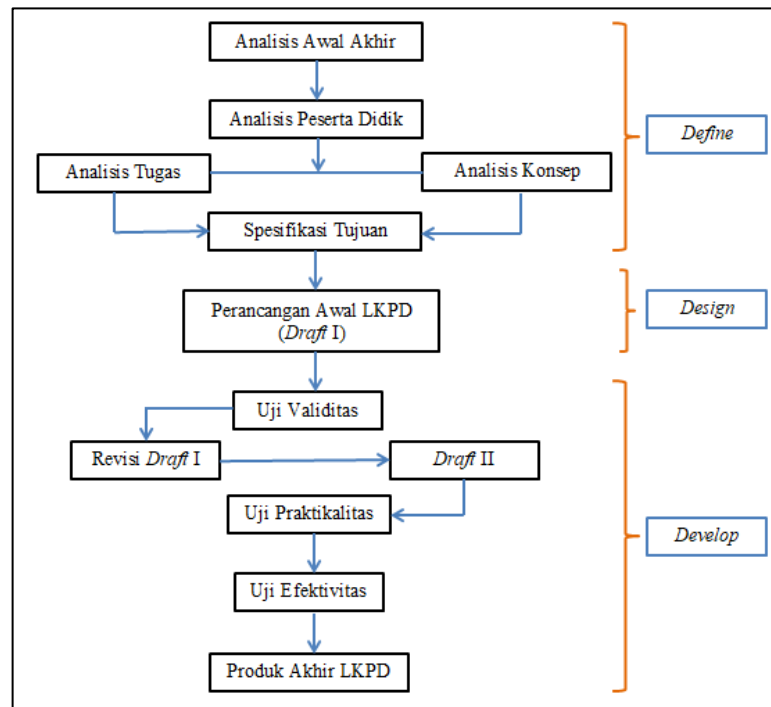 Analisis Awal Akhir
Analisis Peserta Didik
Define
Analisis Tugas
Analisis Konsep
Spesifikasi Tujuan
Perancangan Awal LKPD
(Draft I)
Design
Uji Validitas
Revisi Draft I
Draft II
Uji Praktikalitas
Develop
Uji Efektivitas
Produk Akhir LKPD